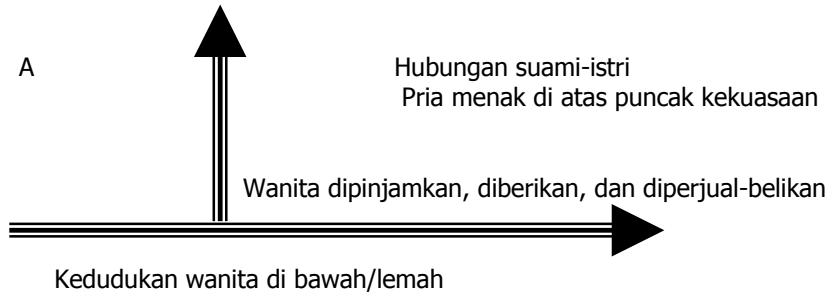 A
Hubungan suami-istri
Pria menak di atas puncak kekuasaan
Wanita dipinjamkan, diberikan, dan diperjual-belikan
Kedudukan wanita di bawah/lemah